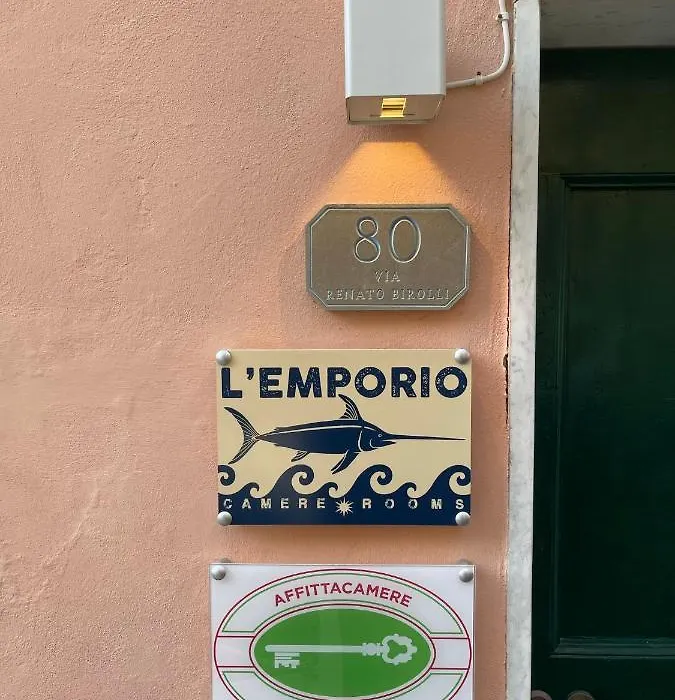 80
VIA
RENATO BIROLLI
L'EMPORIO
CAMERE ROOMS
AFFITTACAMERE